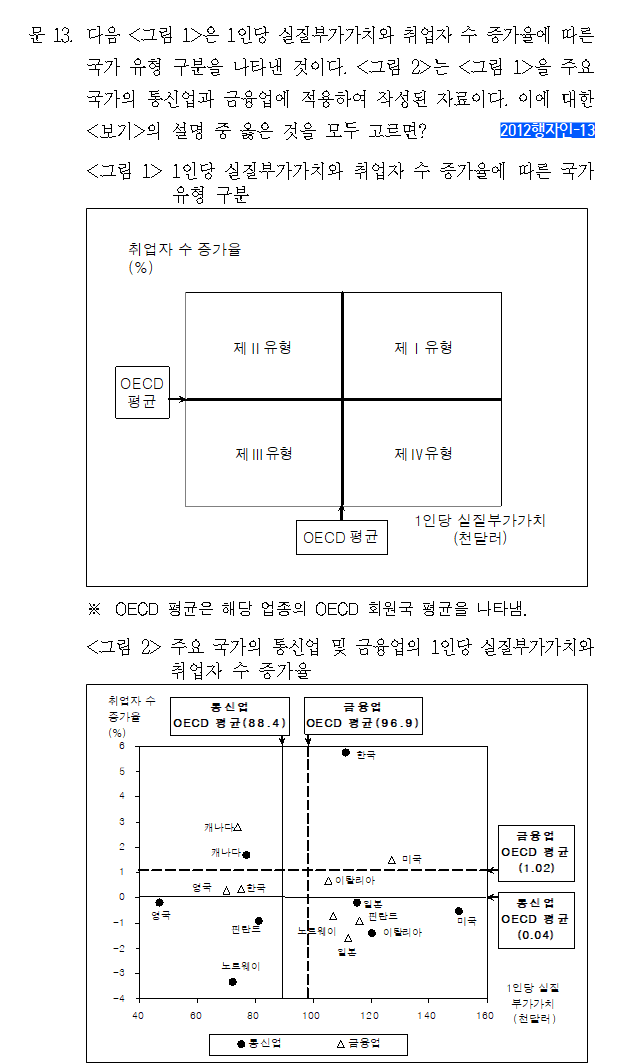 문 13. 다음 <그림 1>은 1인당 실질부가가치와 취업자 수 증가율에 따른
국가 유형 구분을 나타낸 것이다. <그림 2>는 <그림 1>을 주요
국가의 통신업과 금융업에 적용하여 작성된 자료이다. 이에 대한
<보기>의 설명 중 옳은 것을 모두 고르면?
2012행자인-13
<그림 1> 1인당 실질부가가치와 취업자 수 증가율에 따른 국가
유형 구분
취업자 수 증가율
(%)
제Ⅱ유형
제Ⅰ유형
OECD
평균
제Ⅲ유형
제Ⅳ유형
OECD 평균
1인당 실질부가가치
(천달러)
※ OECD 평균은 해당 업종의 OECD 회원국 평균을 나타냄.
<그림 2> 주요 국가의 통신업 및 금융업의 1인당 실질부가가치와
취업자 수 증가율
취업자 수
증가율
(%)
통신업
OECD 평균(88.4)
금융업
OECD 평균(96.9)
6
5
4
3
2
1
0
-1
-2
-3
-4
한국
캐나다
캐나다
미국
이탈리아
영국
한국
영국
일본
핀란드
미국
핀란드
노르웨이
이탈리아
일본
노르웨이
금융업
OECD 평균
(1.02)
통신업
OECD 평균
(0.04)
40
60
80
100
120
140
160
1인당 실질
부가가치
(천달러)
●통신업
△금융업